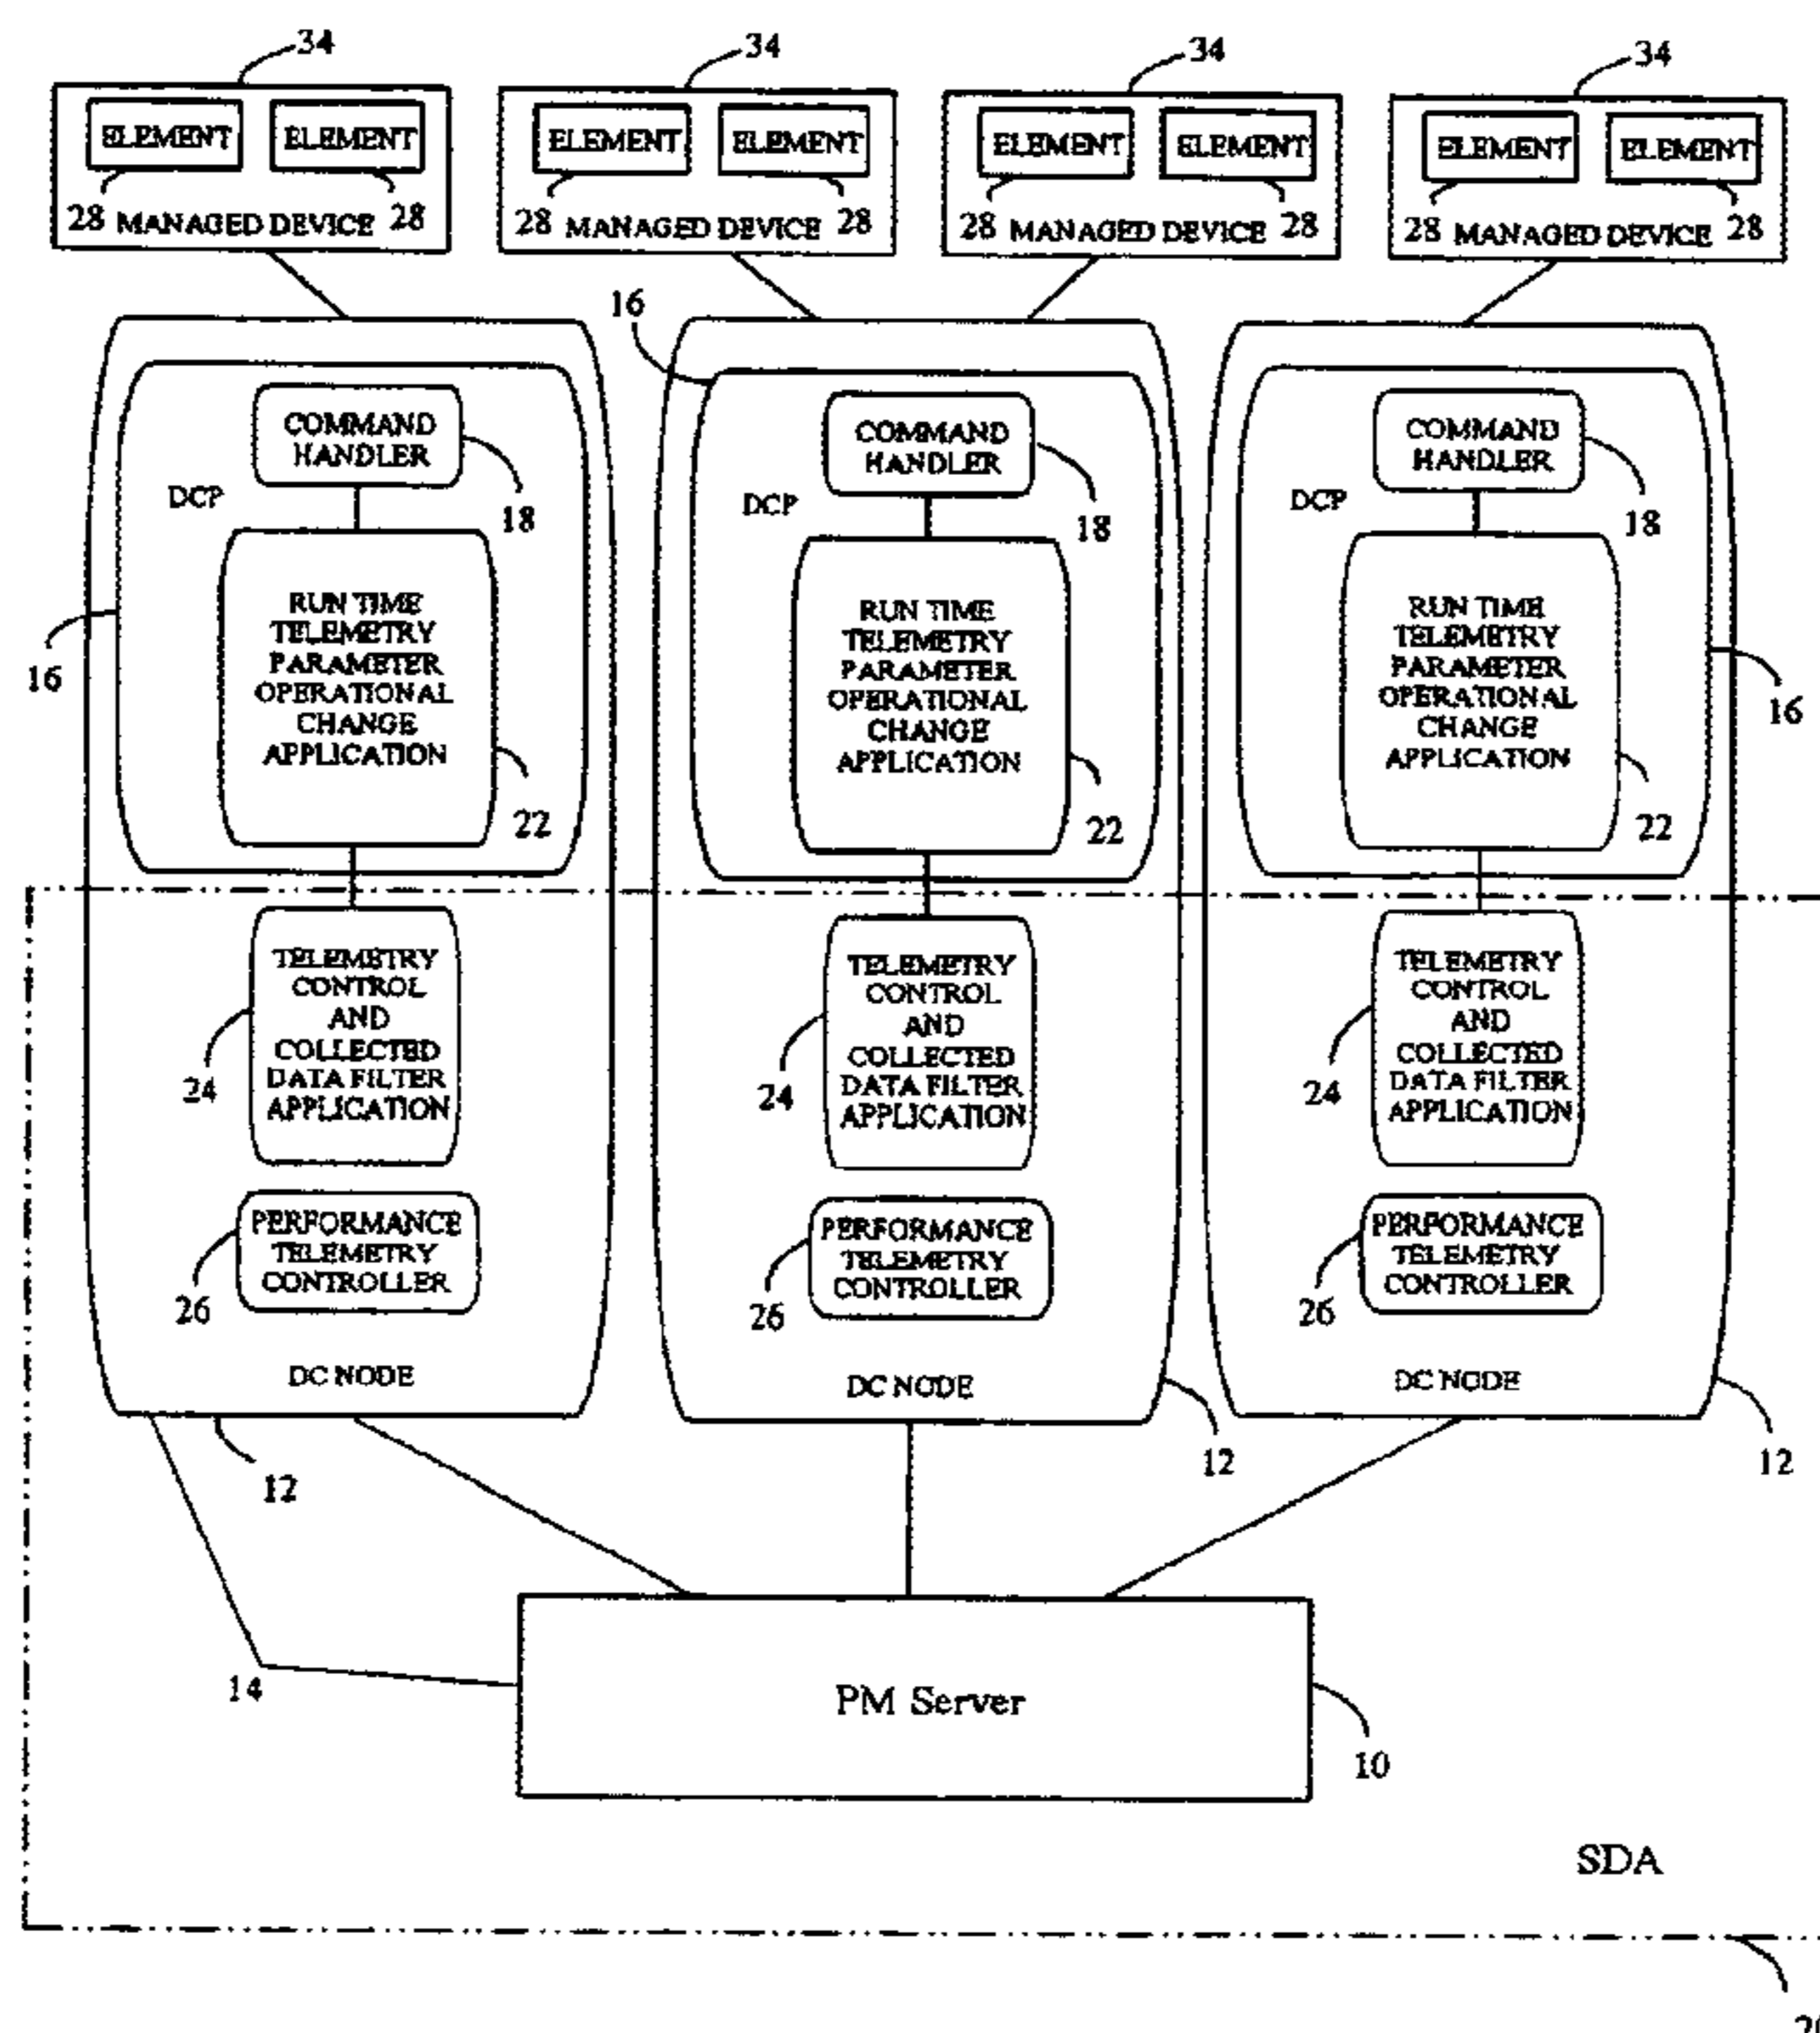 34 34 34 34
ELEMENT ELEMENT ELEMENT ELEMENT ELEMENT ELEMENT ELEMENT ELEMENT
28 MANAGED DEVICE 28 28 MANAGED DEVICE 28 28 MANAGED DEVICE 28 28 MANAGED DEVICE 28
16
COMMAND
HANDLER
DCP
18
RUN TIME
TELEMETRY
PARAMETER
OPERATIONAL
CHANGE
APPLICATION
16
22
TELEMETRY
CONTROL
AND
COLLECTED
DATA FILTER
APPLICATION
24
PERFORMANCE
TELEMETRY
CONTROLLER
26
DC NODE
12
COMMAND
HANDLER
DCP
18
RUN TIME
TELEMETRY
PARAMETER
OPERATIONAL
CHANGE
APPLICATION
22
TELEMETRY
CONTROL
AND
COLLECTED
DATA FILTER
APPLICATION
24
PERFORMANCE
TELEMETRY
CONTROLLER
26
DC NODE
12
COMMAND
HANDLER
DCP
18
RUN TIME
TELEMETRY
PARAMETER
OPERATIONAL
CHANGE
APPLICATION
16
22
TELEMETRY
CONTROL
AND
COLLECTED
DATA FILTER
APPLICATION
24
PERFORMANCE
TELEMETRY
CONTROLLER
26
DC NODE
12
14
PM Server
10
SDA